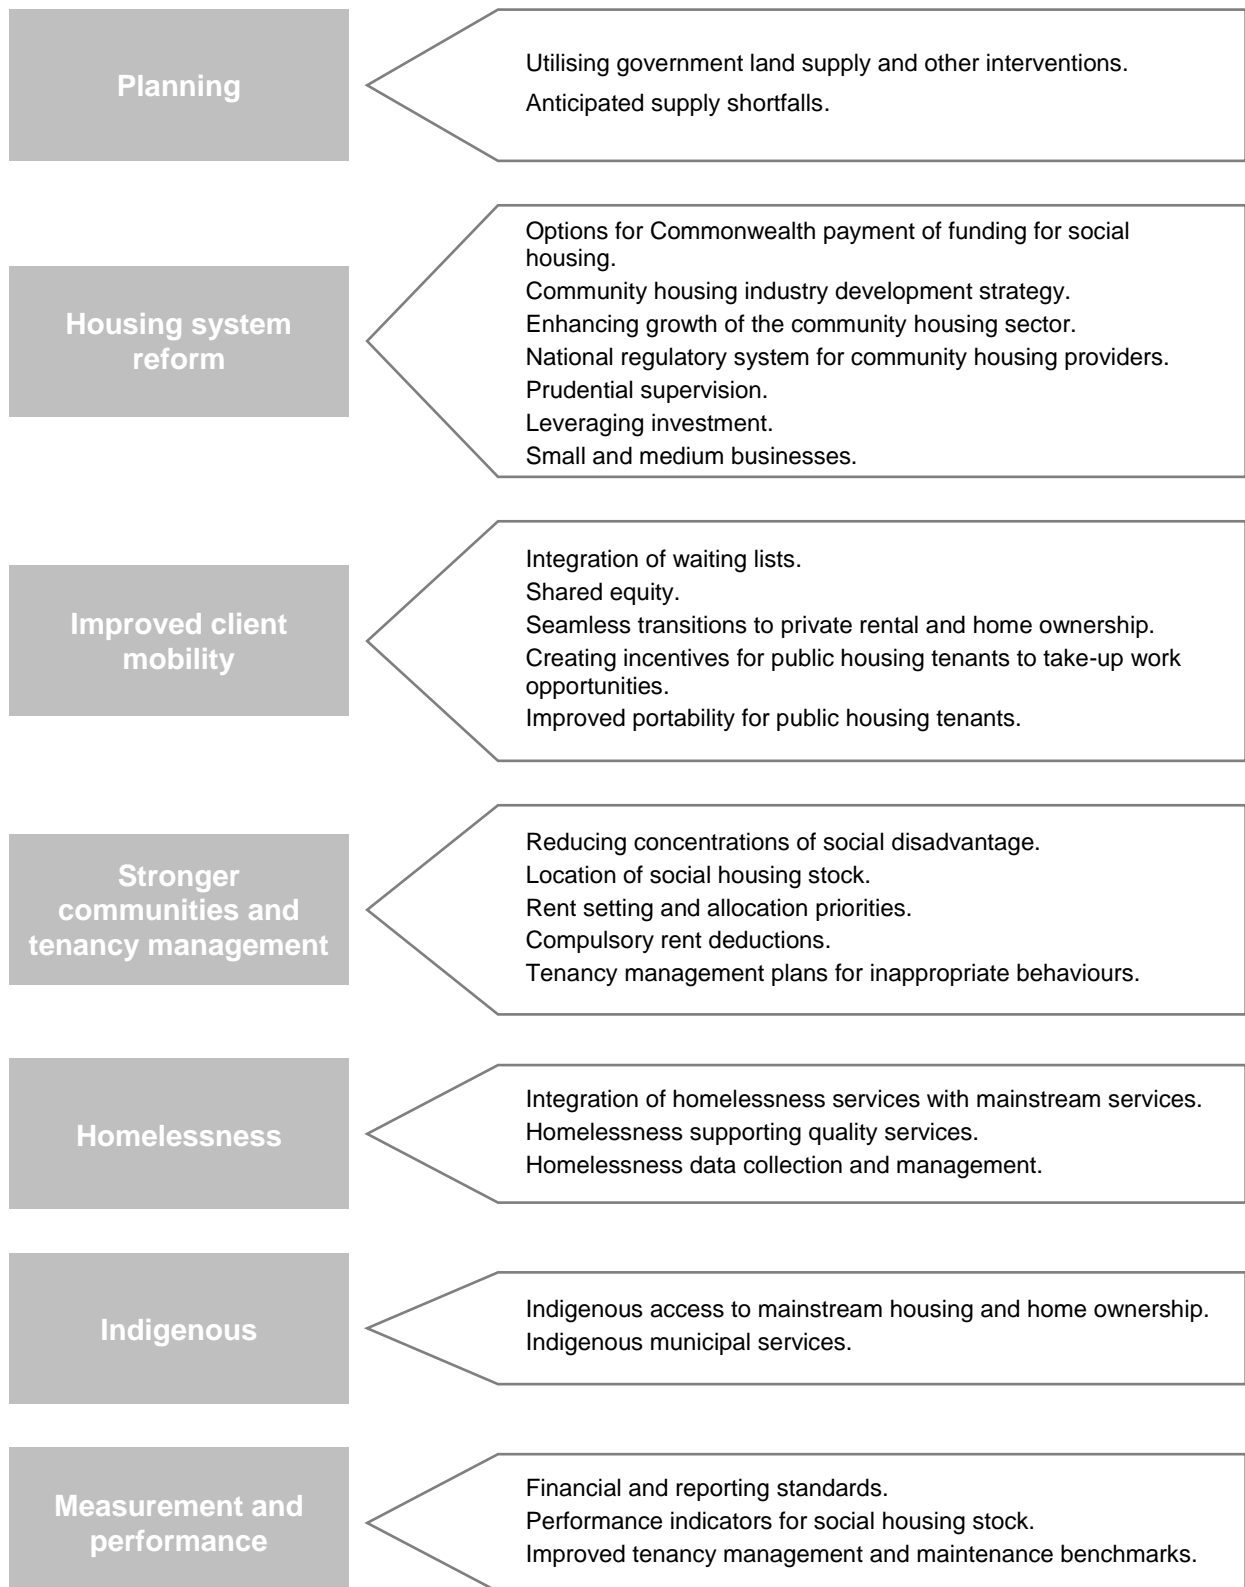 Planning
Utilising government land supply and other interventions.
Anticipated supply shortfalls.
Housing system
reform
Options for Commonwealth payment of funding for social
housing.
Community housing industry development strategy.
Enhancing growth of the community housing sector.
National regulatory system for community housing providers.
Prudential supervision.
Leveraging investment.
Small and medium businesses.
Improved client
mobility
Integration of waiting lists.
Shared equity.
Seamless transitions to private rental and home ownership.
Creating incentives for public housing tenants to take-up work
opportunities.
Improved portability for public housing tenants.
Stronger
communities and
tenancy management
Reducing concentrations of social disadvantage.
Location of social housing stock.
Rent setting and allocation priorities.
Compulsory rent deductions.
Tenancy management plans for inappropriate behaviours.
Homelessness
Integration of homelessness services with mainstream services.
Homelessness supporting quality services.
Homelessness data collection and management.
Indigenous
Indigenous access to mainstream housing and home ownership.
Indigenous municipal services.
Measurement and
performance
Financial and reporting standards.
Performance indicators for social housing stock.
Improved tenancy management and maintenance benchmarks.